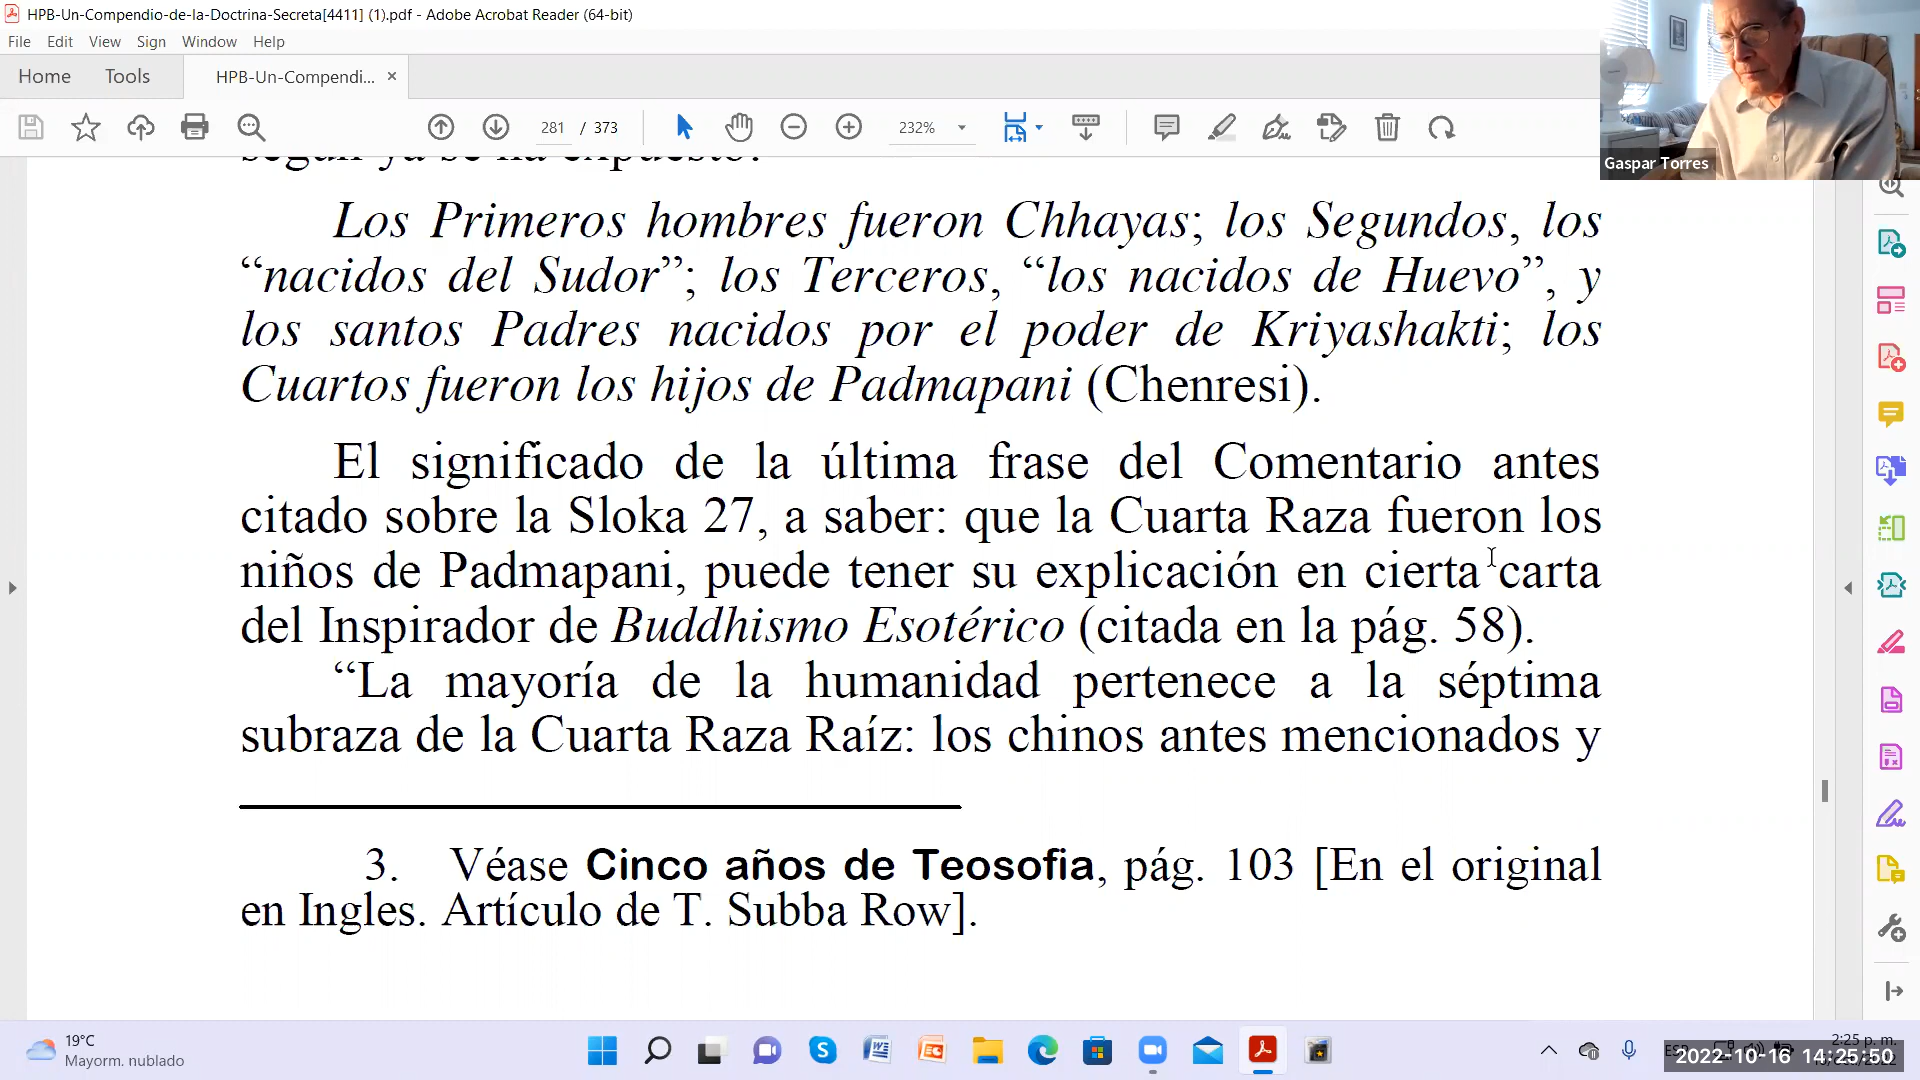 HPB-Un-Compendio-de-la-Doctrina-Secreta[4411] (1).pdf - Adobe Acrobat Reader (64-bit)
File Edit View Sign Window Help
Home Tools HPB-Un-Compendi... ×
281 / 373 232%
Gaspar Torres
según ya se ha expuesto.
Los Primeros hombres fueron Chhayas; los Segundos, los
“nacidos del Sudor”; los Terceros, “los nacidos de Huevo”, y
los santos Padres nacidos por el poder de Kriyashakti; los
Cuartos fueron los hijos de Padmapani (Chenresi).
El significado de la última frase del Comentario antes
citado sobre la Sloka 27, a saber: que la Cuarta Raza fueron los
niños de Padmapani, puede tener su explicación en cierta carta
del Inspirador de Buddhismo Esotérico (citada en la pág. 58).
“La mayoría de la humanidad pertenece a la séptima
subraza de la Cuarta Raza Raíz: los chinos antes mencionados y
3. Véase Cinco años de Teosofia, pág. 103 [En el original
en Ingles. Artículo de T. Subba Row].
19°C
Mayorm. nublado
2:25 p. m.
2022-10-16 14:25:50